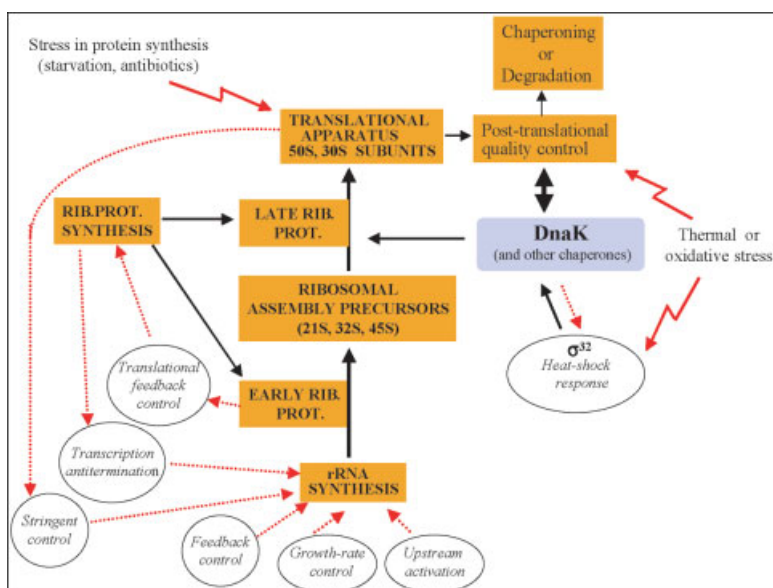 Stress in protein synthesis
(starvation, antibiotics)
Chaperoning
or
Degradation
TRANSLATIONAL
APPARATUS
50S, 30S SUBUNITS
Post-translational
quality control
RIB.PROT.
SYNTHESIS
LATE RIB.
PROT.
DnaK
(and other chaperones)
Thermal or
oxidative stress
RIBOSOMAL
ASSEMBLY PRECURSORS
(21S, 32S, 45S)
σ32
Heat-shock
response
Translational
feedback
control
EARLY RIB.
PROT.
Transcription
antitermination
rRNA
SYNTHESIS
Stringent
control
Feedback
control
Growth-rate
control
Upstream
activation